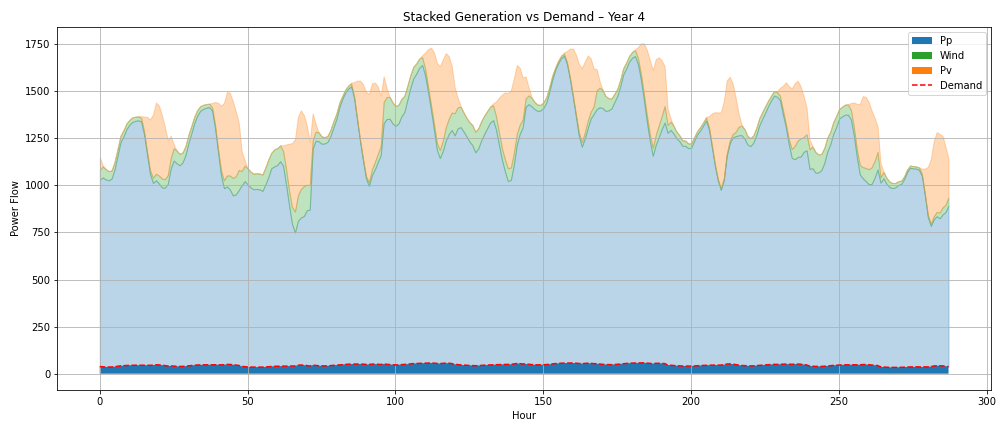 Stacked Generation vs Demand – Year 4
Power Flow
1750
1500
1250
1000
750
500
250
0
Pp
Wind
Pv
Demand
0 50 100 150 200 250 300
Hour